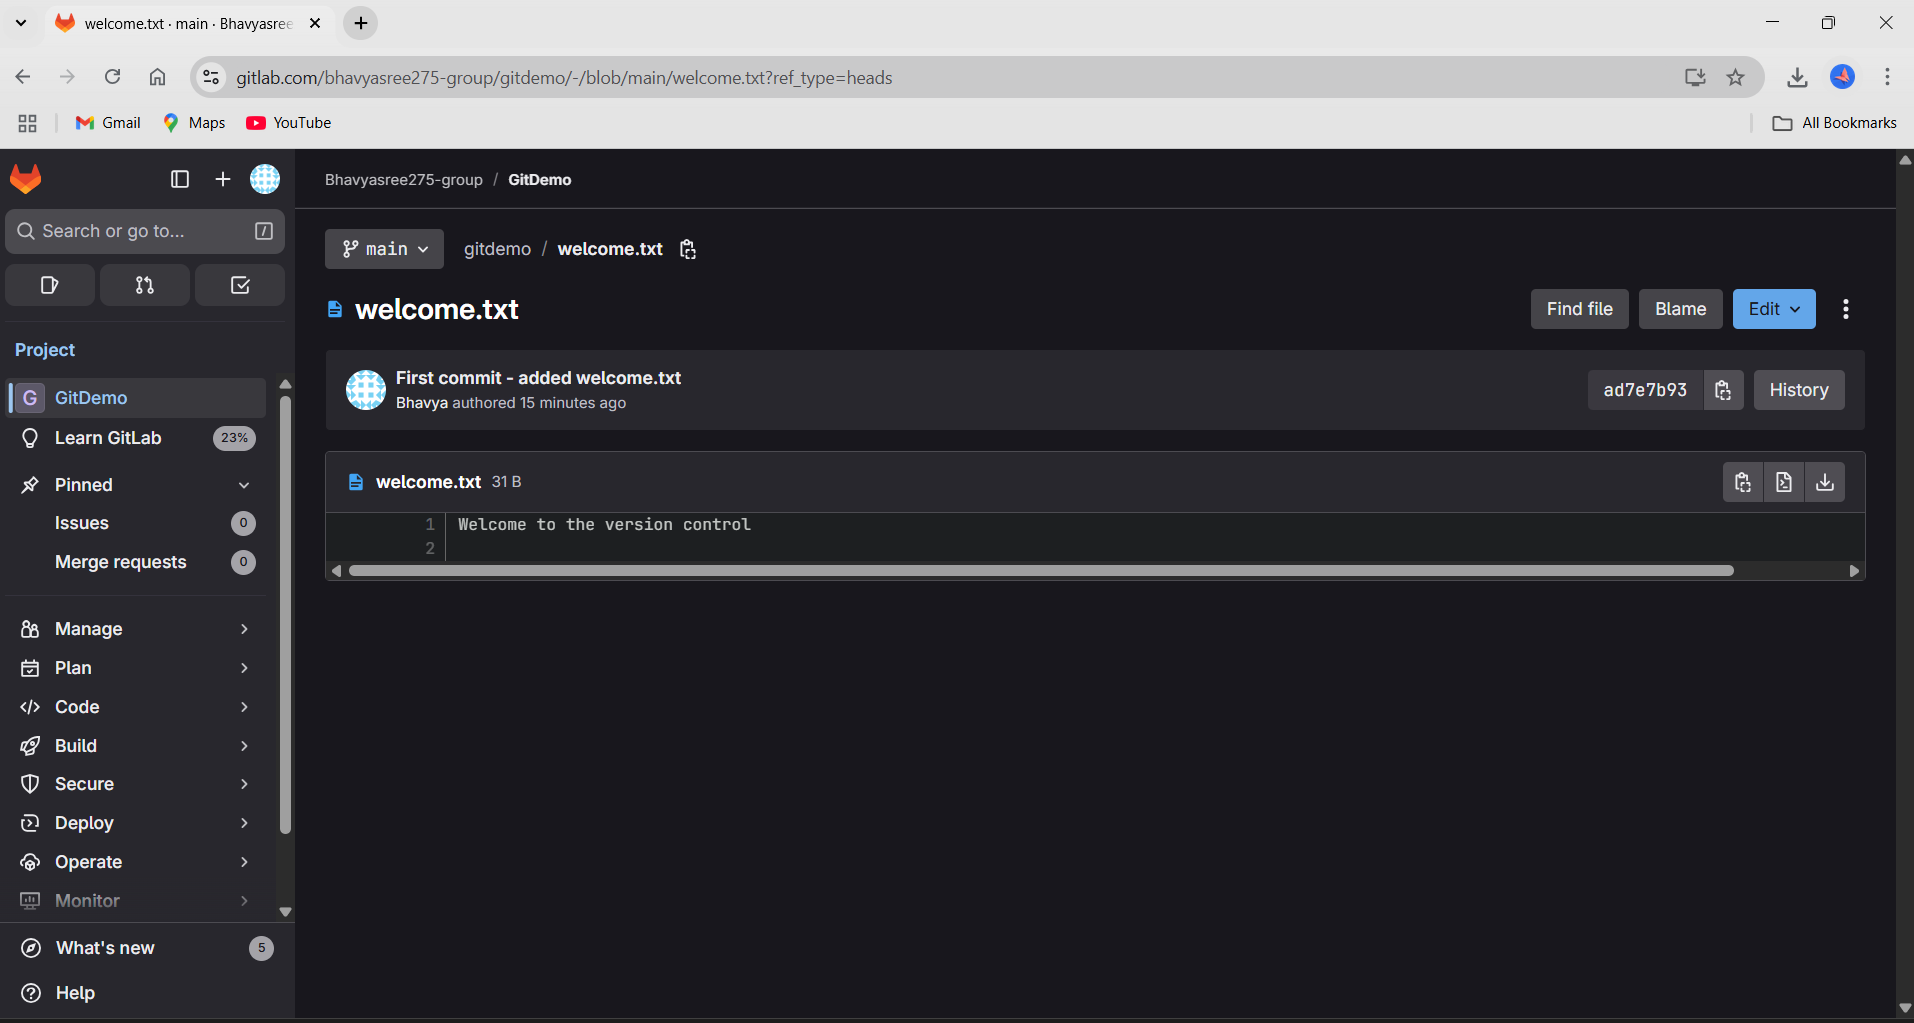 welcome.txt · main · Bhavyasree
gitlab.com/bhavyasree275-group/gitdemo/-/blob/main/welcome.txt?ref_type=heads
Gmail
Maps
YouTube
All Bookmarks
Bhavyasree275-group / GitDemo
Search or go to...
/
main
gitdemo / welcome.txt
welcome.txt
Find file
Blame
Edit
Project
First commit - added welcome.txt
Bhavya authored 15 minutes ago
ad7e7b93
History
G GitDemo
Learn GitLab 23%
Pinned
Issues 0
Merge requests 0
welcome.txt 31 B
1 Welcome to the version control
2
Manage
Plan
Code
Build
Secure
Deploy
Operate
Monitor
What's new 5
Help